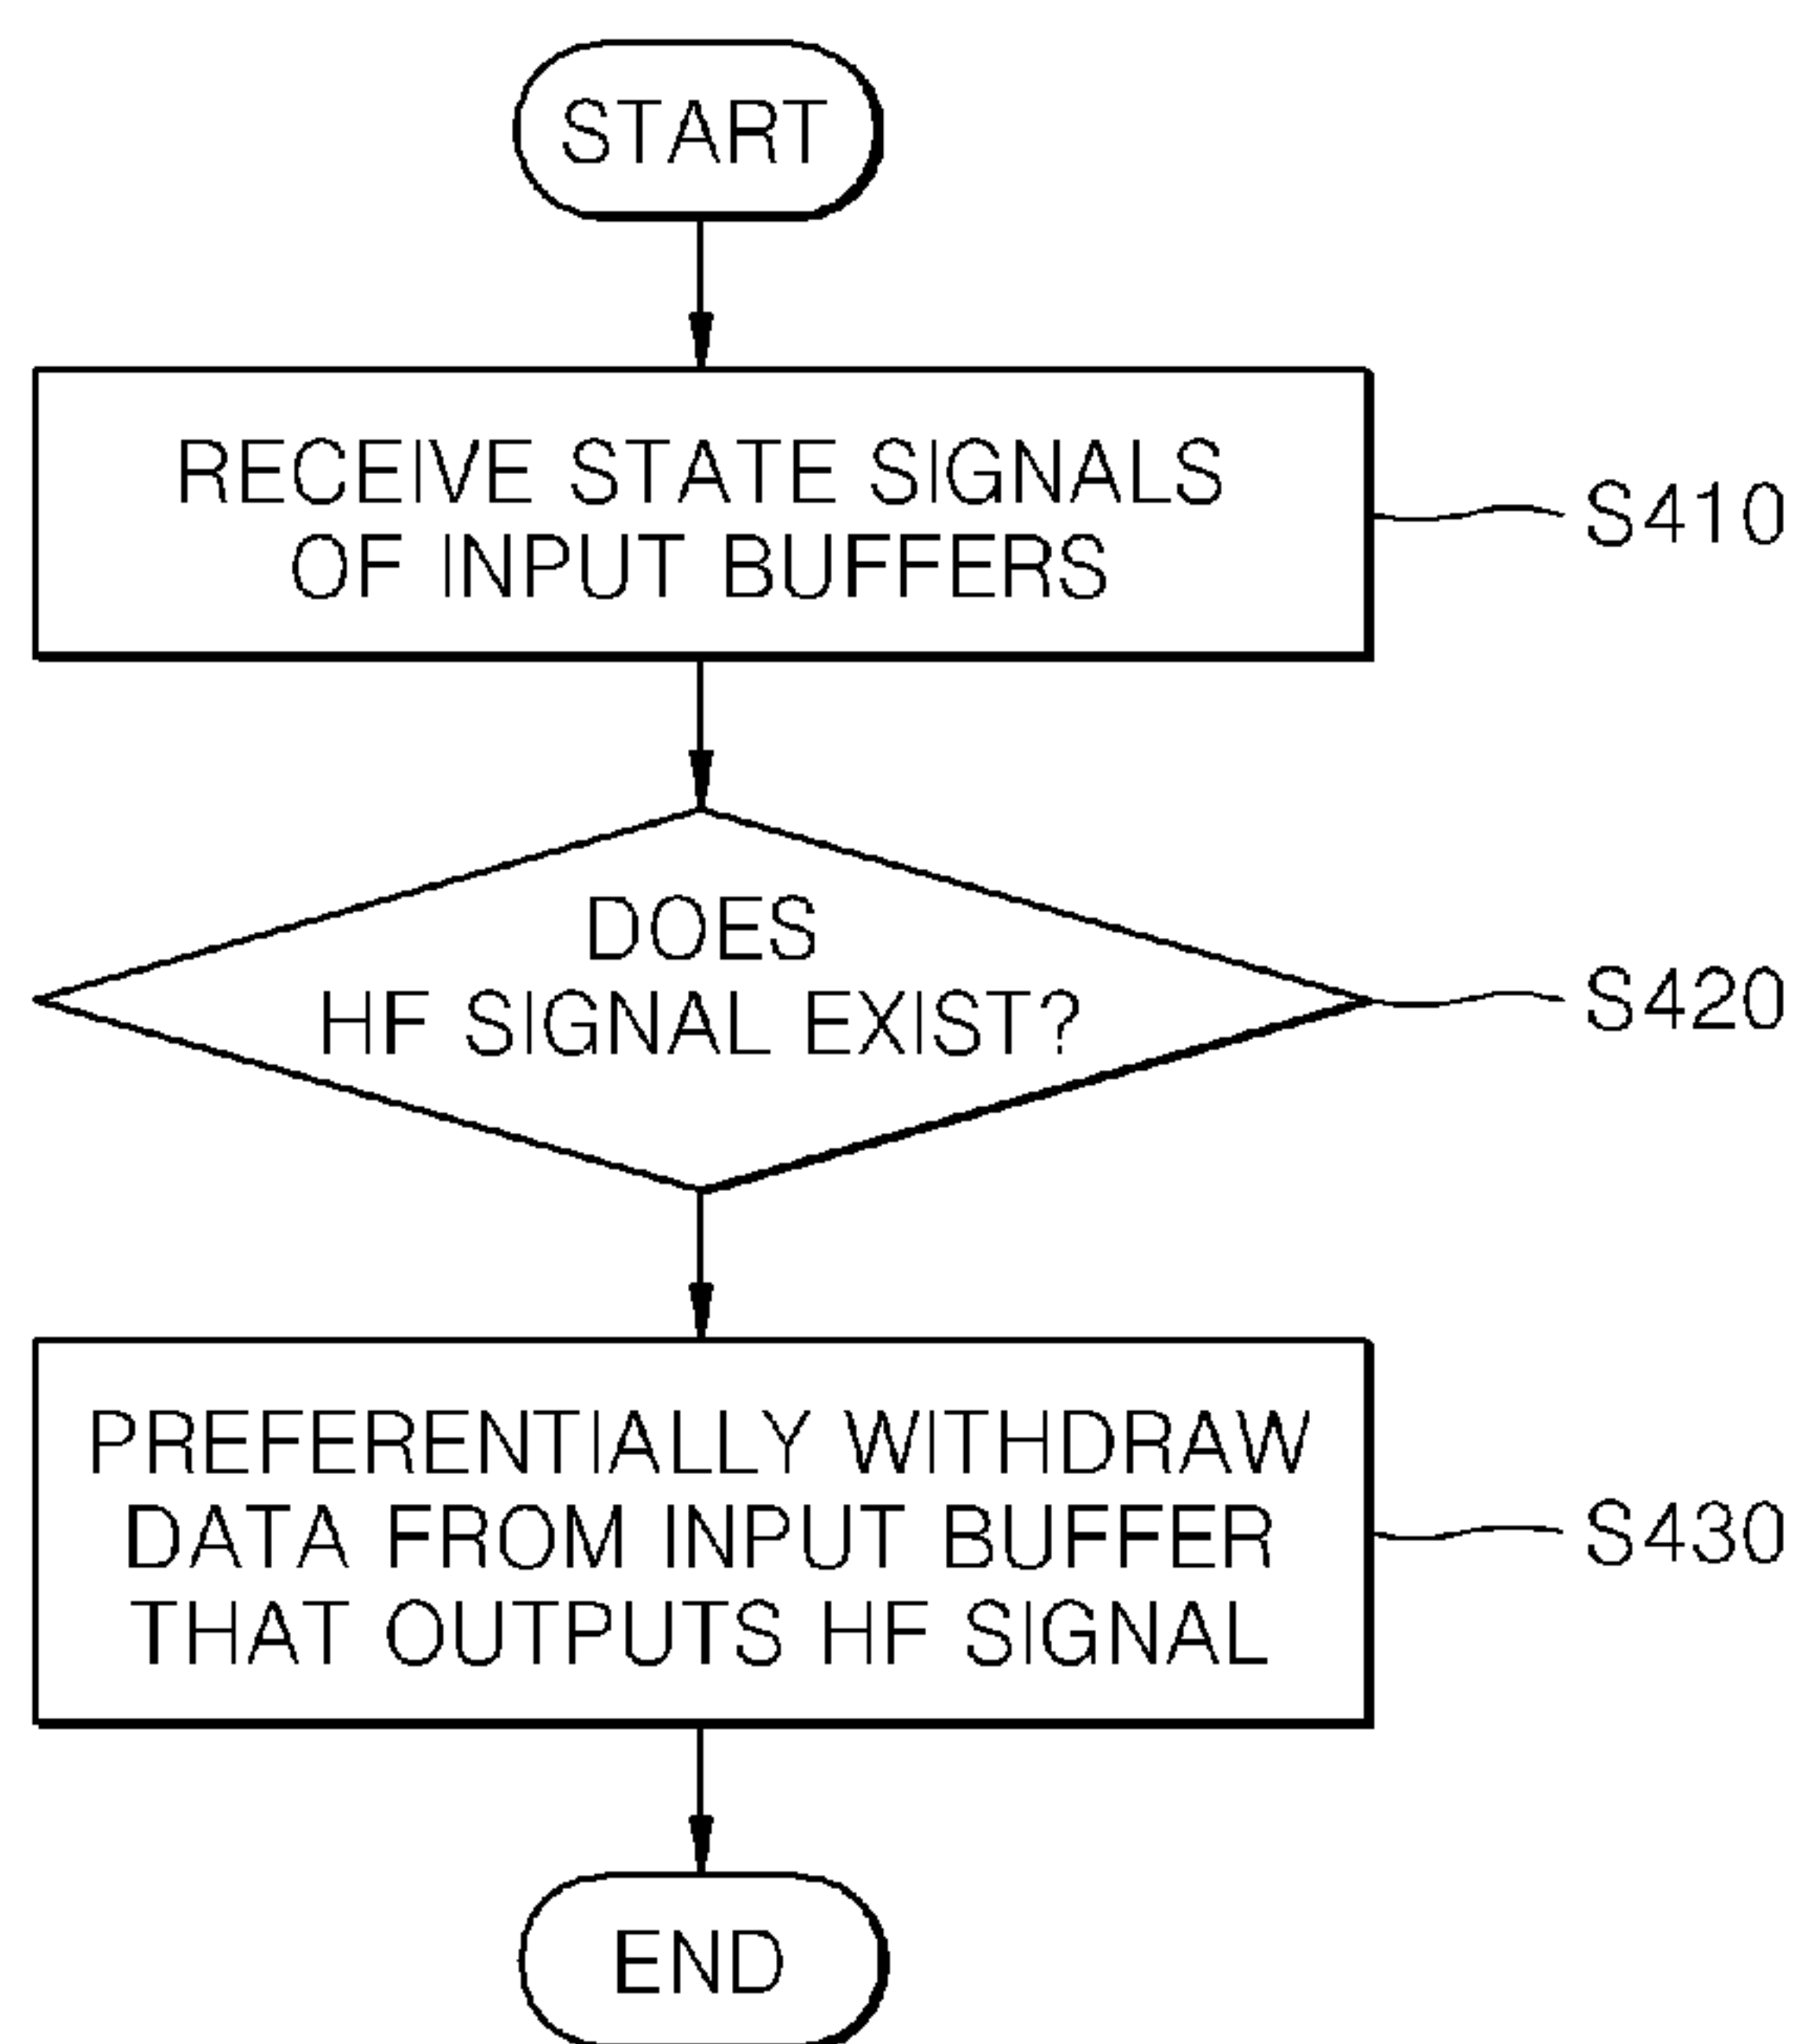 START
RECEIVE STATE SIGNALS
OF INPUT BUFFERS
S410
DOES
HF SIGNAL EXIST?
S420
PREFERENTIALLY WITHDRAW
DATA FROM INPUT BUFFER
THAT OUTPUTS HF SIGNAL
S430
END